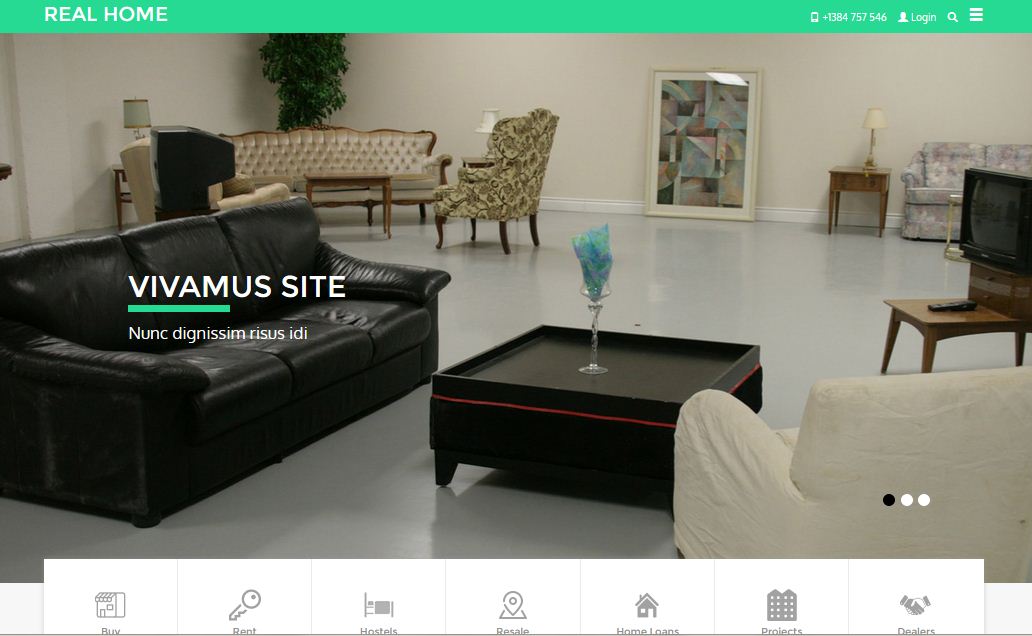 REAL HOME
+1384 757 546 Login
VIVAMUS SITE
Nunc dignissim risus idi
Buy Rent Hostels Resale Home Loans Projects Dealers